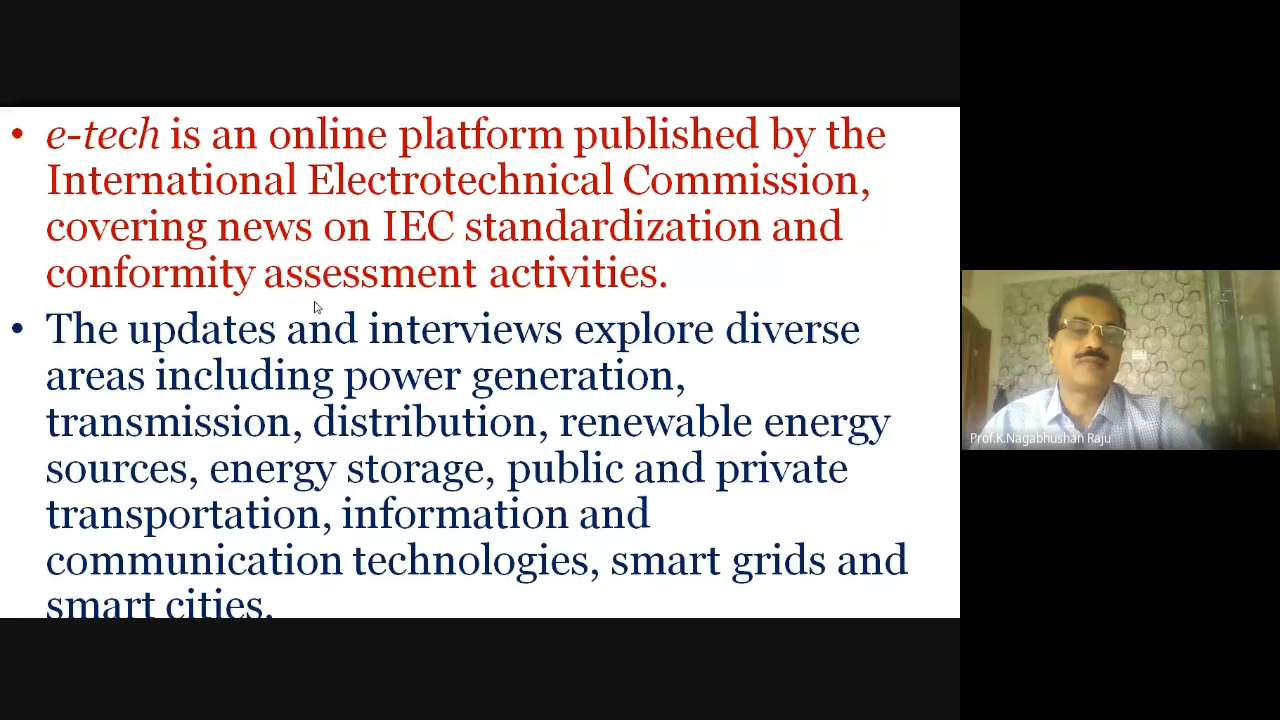 • e-tech is an online platform published by the
International Electrotechnical Commission,
covering news on IEC standardization and
conformity assessment activities.
• The updates and interviews explore diverse
areas including power generation,
transmission, distribution, renewable energy
sources, energy storage, public and private
transportation, information and
communication technologies, smart grids and
smart cities.
Prof.K.Nagabhushan Raju